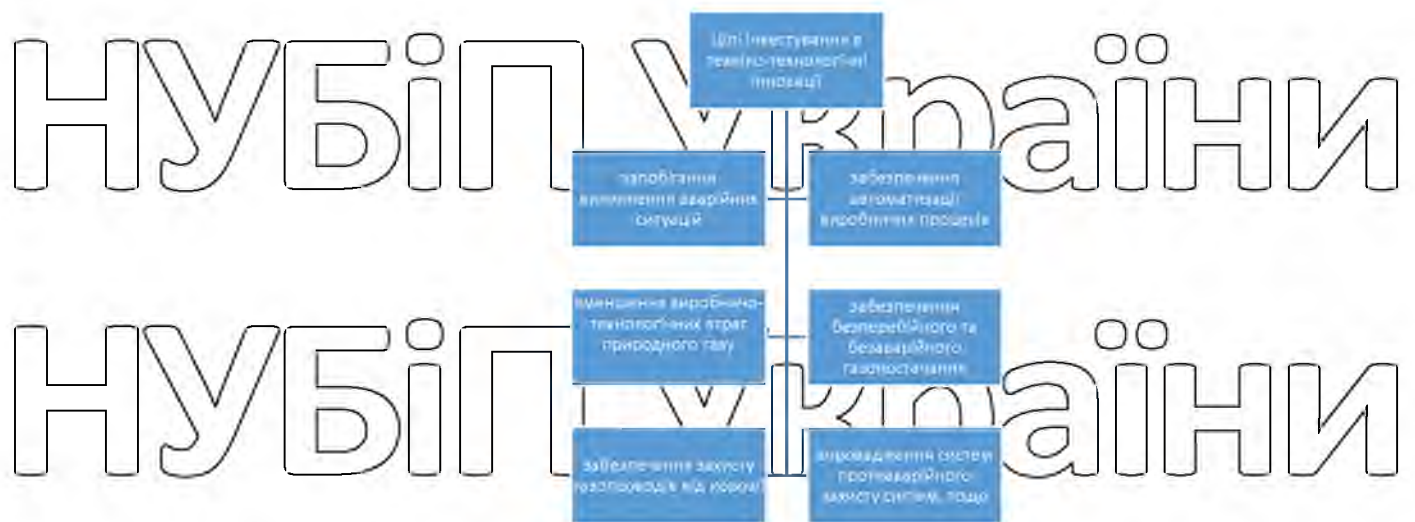 НУБіП України
Цілі інвестування в
техніко-технологічні
інновації
запобігання
виникнення аварійних
ситуацій
забезпечення
автоматизації
виробничих процесів
зменшення виробничо-
технологічних втрат
природного газу
забезпечення
безперебійного та
безаварійного
газопостачання
НУБіП України
забезпечення захисту
газопроводів від корозії
впровадження систем
протиаварійного
захисту систем, тощо